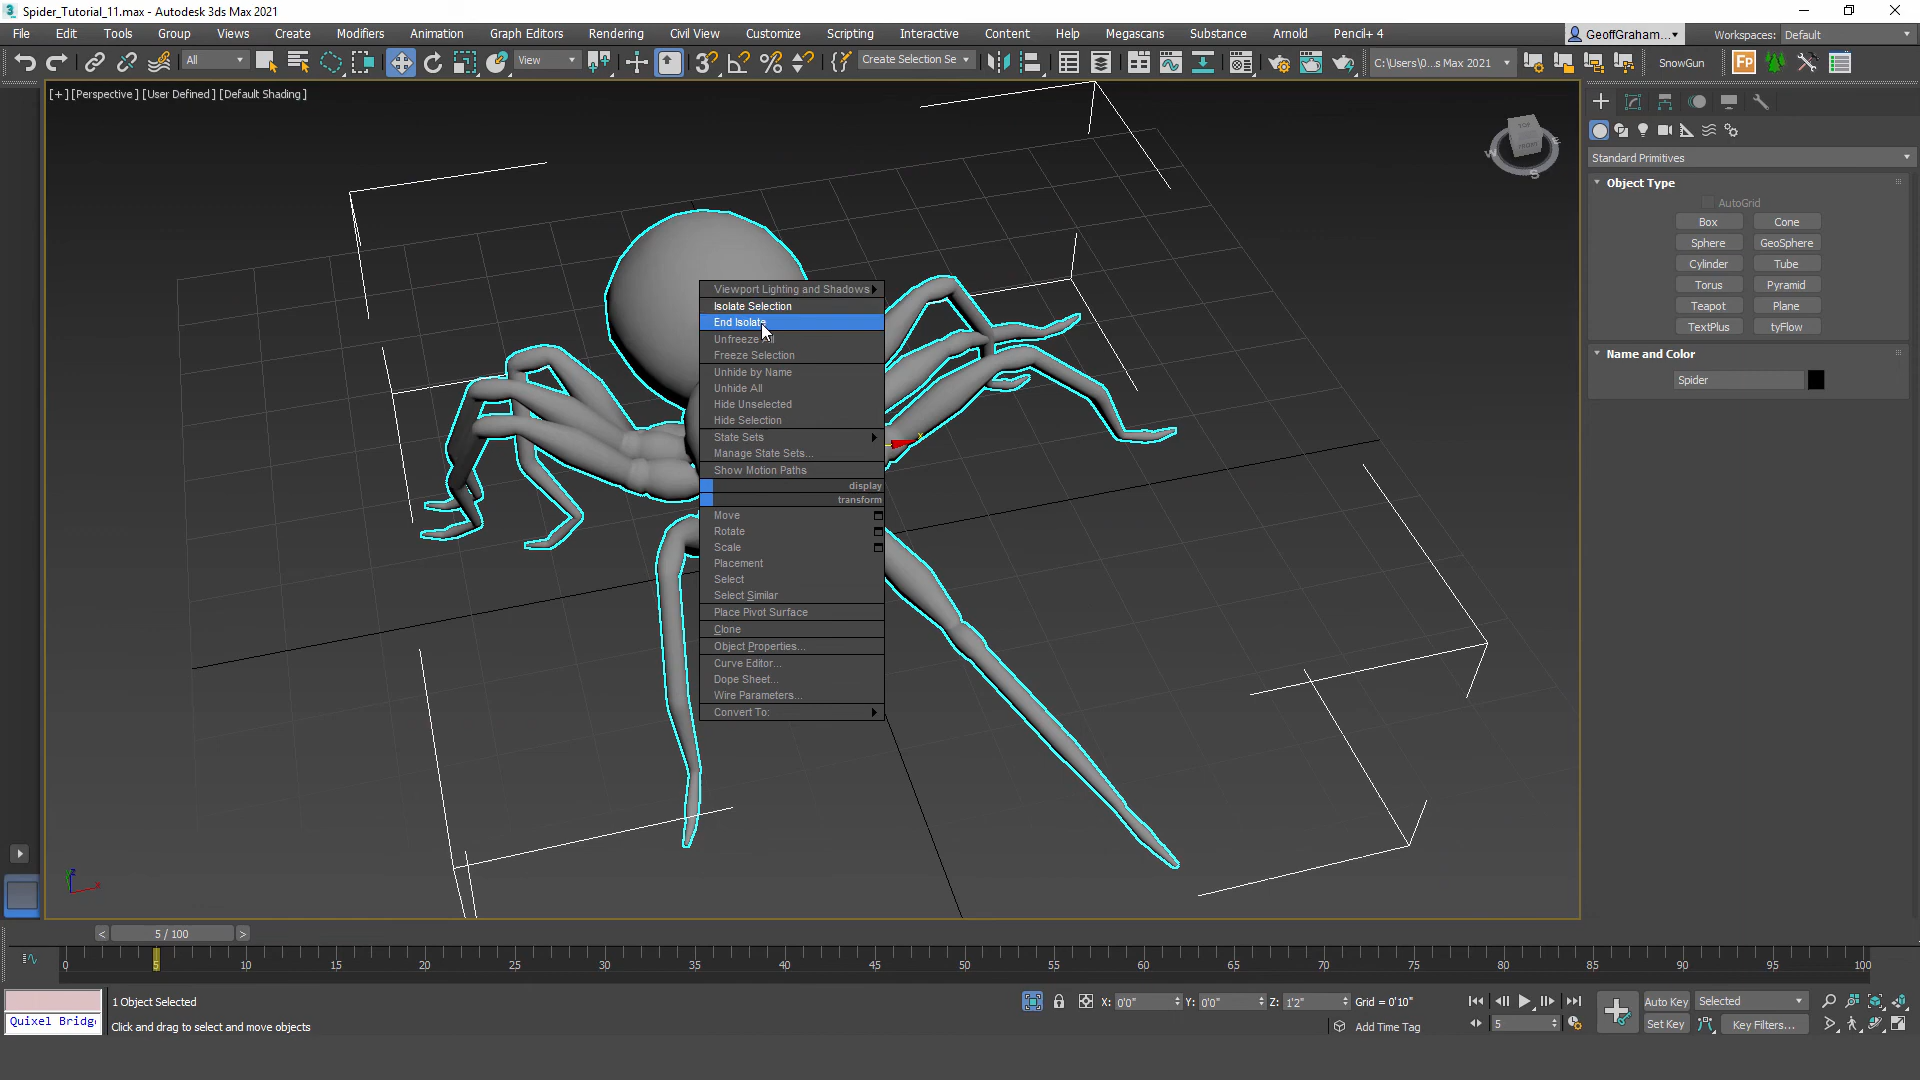 Spider_Tutorial_11.max - Autodesk 3ds Max 2021
File Edit Tools Group Views Create Modifiers Animation Graph Editors Rendering Civil View Customize Scripting Interactive Content Help Megascans Substance Arnold Pencil+ 4 GeoffGraham... Workspaces: Default
All View Create Selection Se C:\Users\0...s Max 2021 SnowGun
[+] [Perspective] [User Defined] [Default Shading]
TOP
FRONT
W
E
S
Standard Primitives
Object Type
AutoGrid
Box Cone
Sphere GeoSphere
Cylinder Tube
Torus Pyramid
Teapot Plane
TextPlus tyFlow
Name and Color
Spider
Viewport Lighting and Shadows
Isolate Selection
End Isolate
Unfreeze
Freeze Selection
Unhide by Name
Unhide All
Hide Unselected
Hide Selection
State Sets
Manage State Sets...
Show Motion Paths
display
transform
Move
Rotate
Scale
Placement
Select
Select Similar
Place Pivot Surface
Clone
Object Properties...
Curve Editor...
Dope Sheet...
Wire Parameters...
Convert To:
x
z
x
< 5 / 100 >
0 5 10 15 20 25 30 35 40 45 50 55 60 65 70 75 80 85 90 95 100
1 Object Selected X: 0'0" Y: 0'0" Z: 1'2" Grid = 0'10" Auto Key Selected
Quixel Bridg Click and drag to select and move objects Add Time Tag 5 Set Key Key Filters...